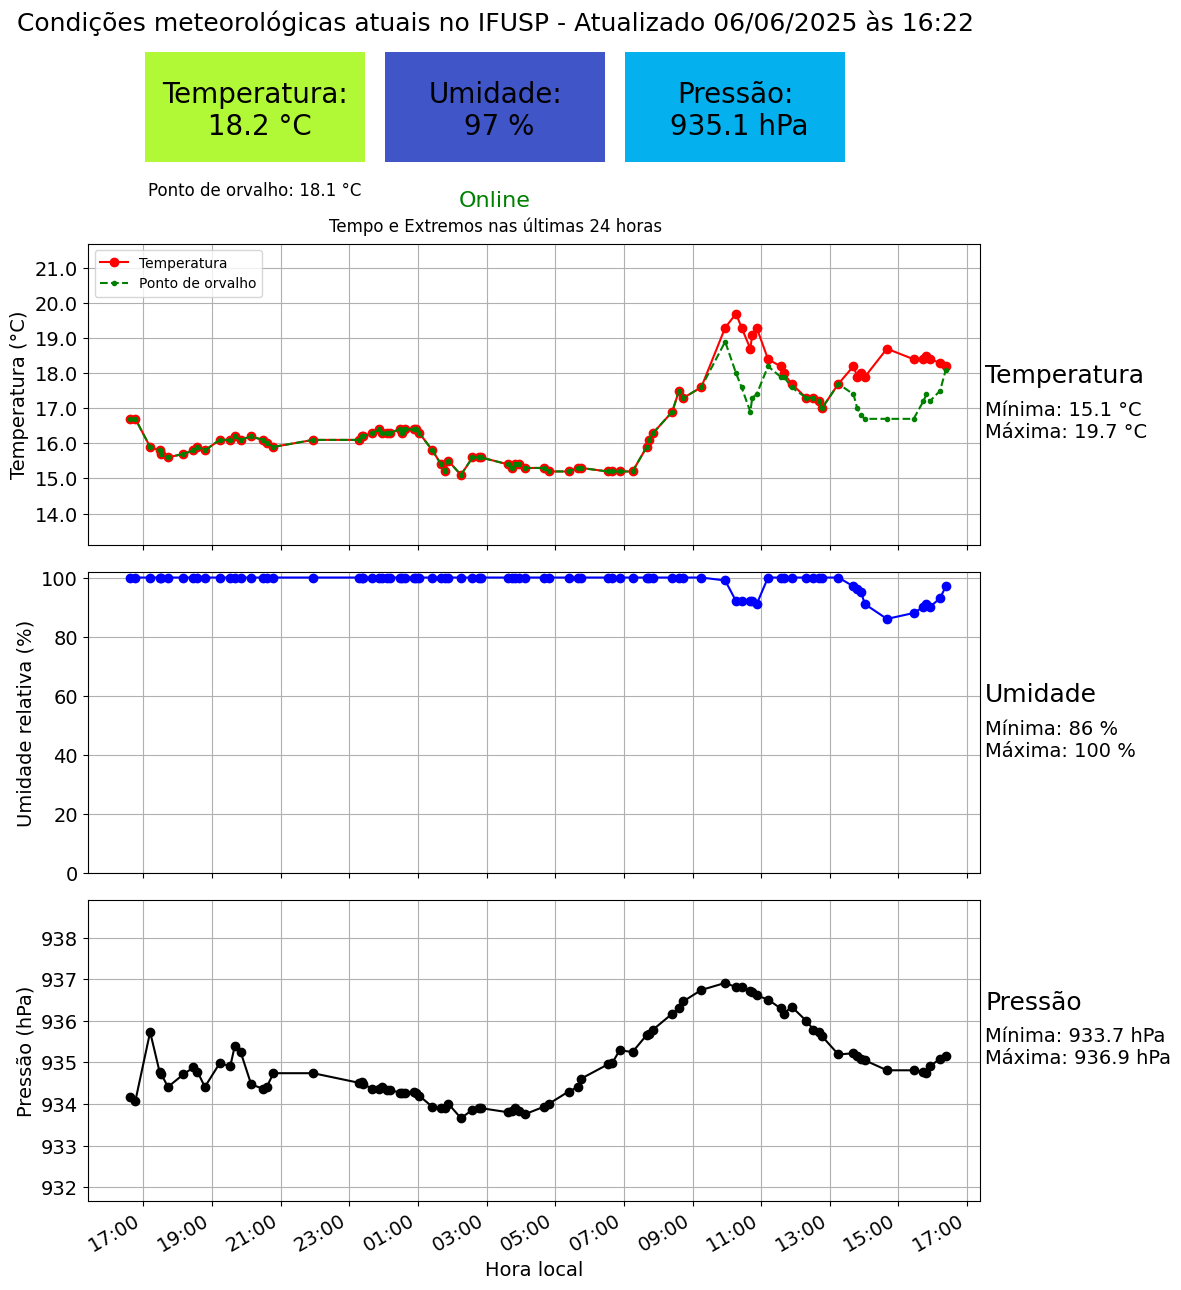 Condições meteorológicas atuais no IFUSP - Atualizado 06/06/2025 às 16:22
Temperatura:
18.2 °C
Umidade:
97 %
Pressão:
935.1 hPa
Ponto de orvalho: 18.1 °C
Online
Tempo e Extremos nas últimas 24 horas
Temperatura
Ponto de orvalho
Temperatura (°C)
21.0
20.0
19.0
18.0
17.0
16.0
15.0
14.0
Temperatura
Mínima: 15.1 °C
Máxima: 19.7 °C
Umidade relativa (%)
100
80
60
40
20
0
Umidade
Mínima: 86 %
Máxima: 100 %
Pressão (hPa)
938
937
936
935
934
933
932
Pressão
Mínima: 933.7 hPa
Máxima: 936.9 hPa
17:00
19:00
21:00
23:00
01:00
03:00
05:00
07:00
09:00
11:00
13:00
15:00
17:00
Hora local